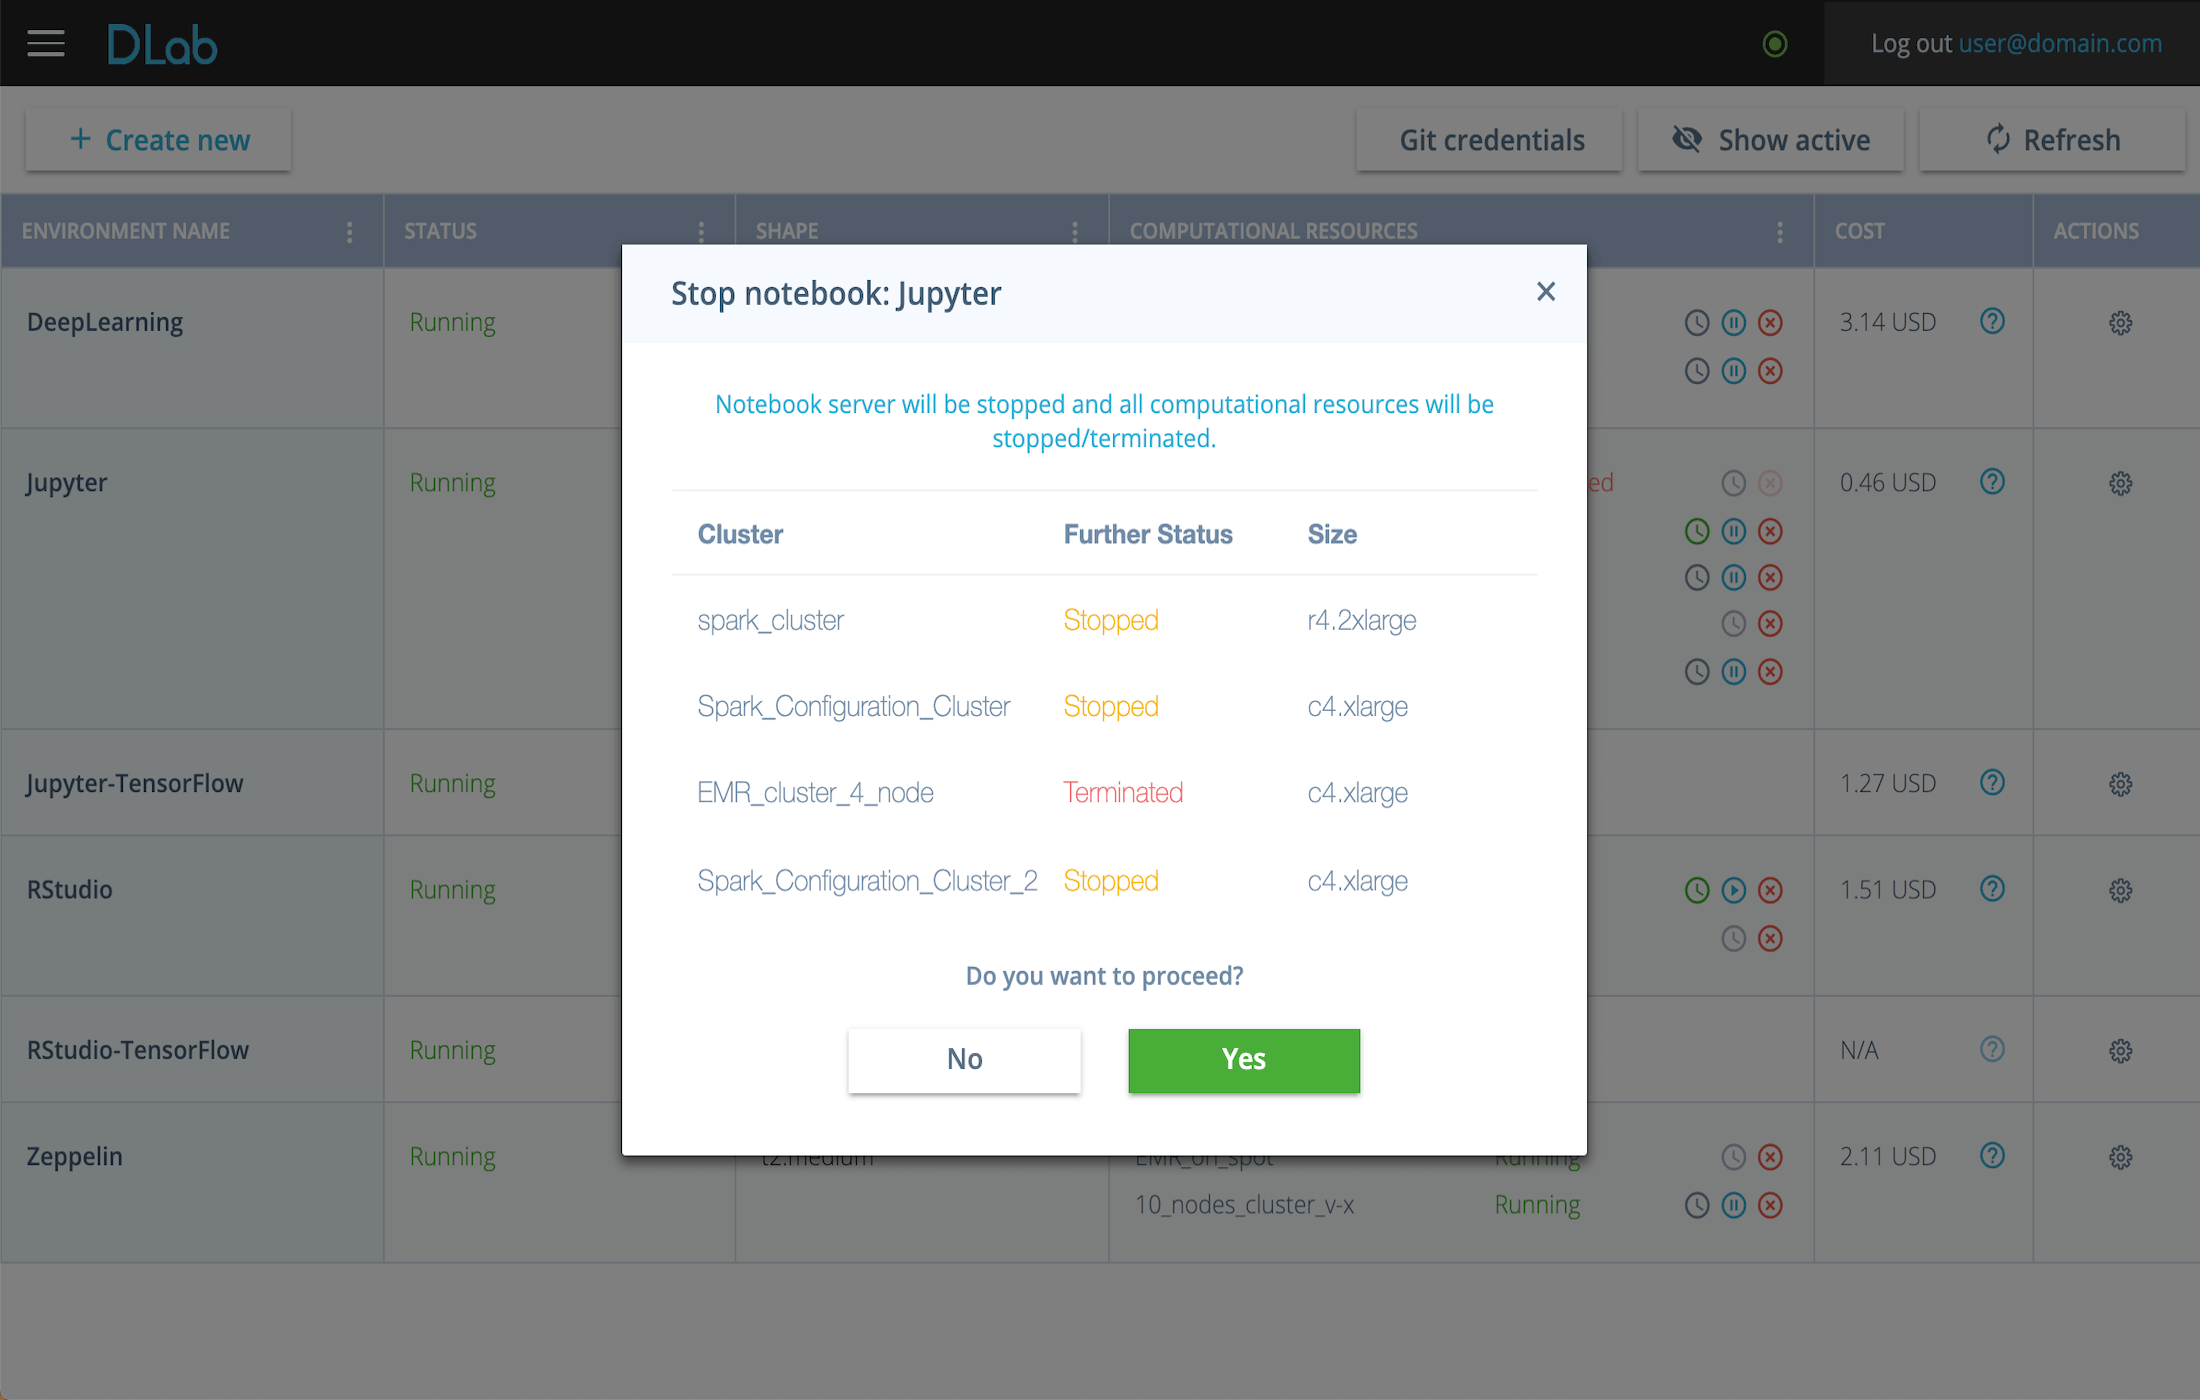 DLab
Log out user@domain.com
+ Create new
Git credentials
Show active
Refresh
ENVIRONMENT NAME
STATUS
SHAPE
COMPUTATIONAL RESOURCES
COST
ACTIONS
Stop notebook: Jupyter
Notebook server will be stopped and all computational resources will be
stopped/terminated.
Cluster Further Status Size
spark_cluster Stopped r4.2xlarge
Spark_Configuration_Cluster Stopped c4.xlarge
EMR_cluster_4_node Terminated c4.xlarge
Spark_Configuration_Cluster_2 Stopped c4.xlarge
Do you want to proceed?
No
Yes
DeepLearning Running 3.14 USD
Jupyter Running ed 0.46 USD
Jupyter-TensorFlow Running 1.27 USD
RStudio Running 1.51 USD
RStudio-TensorFlow Running N/A
Zeppelin Running t2.medium EMR_on_spot Running 2.11 USD
10_nodes_cluster_v-x Running